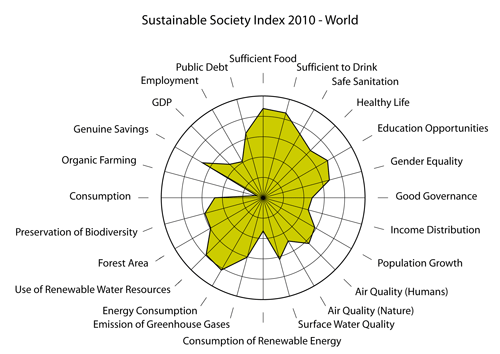 Sustainable Society Index 2010 - World
Sufficient Food
Sufficient to Drink
Safe Sanitation
Healthy Life
Education Opportunities
Gender Equality
Good Governance
Income Distribution
Population Growth
Air Quality (Humans)
Air Quality (Nature)
Surface Water Quality
Consumption of Renewable Energy
Emission of Greenhouse Gases
Energy Consumption
Use of Renewable Water Resources
Forest Area
Preservation of Biodiversity
Consumption
Organic Farming
Genuine Savings
GDP
Employment
Public Debt